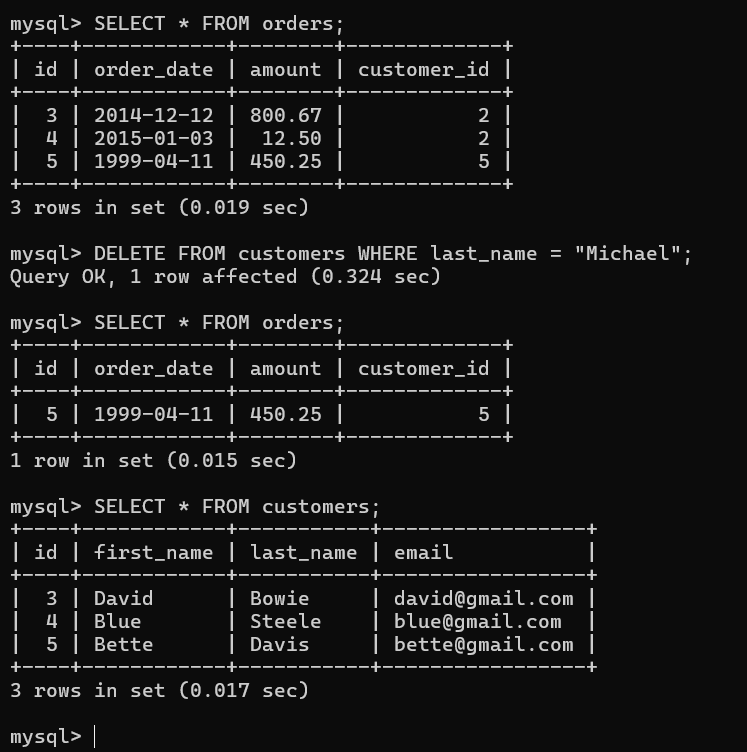 mysql> SELECT * FROM orders;
+----+------------+--------+-------------+
| id | order_date | amount | customer_id |
+----+------------+--------+-------------+
|  3 | 2014-12-12 | 800.67 |           2 |
|  4 | 2015-01-03 |  12.50 |           2 |
|  5 | 1999-04-11 | 450.25 |           5 |
+----+------------+--------+-------------+
3 rows in set (0.019 sec)

mysql> DELETE FROM customers WHERE last_name = "Michael";
Query OK, 1 row affected (0.324 sec)

mysql> SELECT * FROM orders;
+----+------------+--------+-------------+
| id | order_date | amount | customer_id |
+----+------------+--------+-------------+
|  5 | 1999-04-11 | 450.25 |           5 |
+----+------------+--------+-------------+
1 row in set (0.015 sec)

mysql> SELECT * FROM customers;
+----+------------+-----------+-----------------+
| id | first_name | last_name | email           |
+----+------------+-----------+-----------------+
|  3 | David      | Bowie     | david@gmail.com |
|  4 | Blue       | Steele    | blue@gmail.com  |
|  5 | Bette      | Davis     | bette@gmail.com |
+----+------------+-----------+-----------------+
3 rows in set (0.017 sec)

mysql>